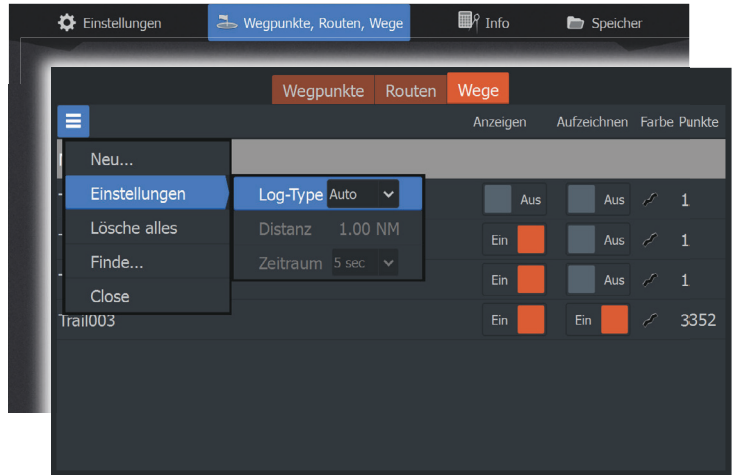 Einstellungen Wegpunkte, Routen, Wege Info Speicher
Wegpunkte Routen Wege
Anzeigen Aufzeichnen Farbe Punkte
Neu...
Einstellungen Log-Type Auto Aus Aus 1
Lösche alles Distanz 1.00 NM Ein Aus 1
Finde... Zeitraum 5 sec Ein Aus 1
Close
Trail003 Ein Ein 3352